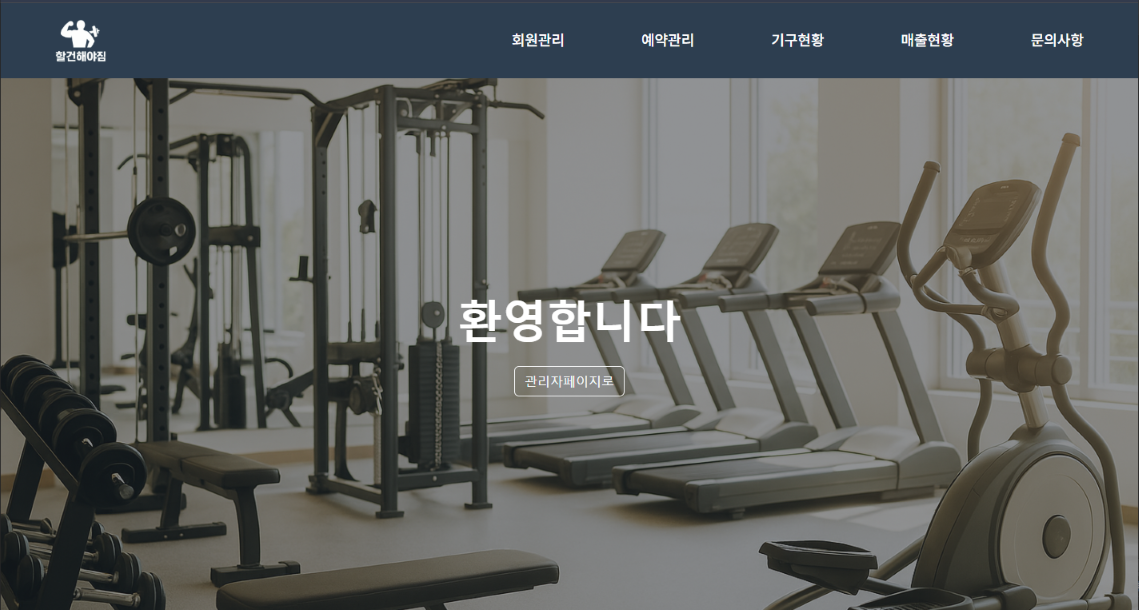 할건해야짐
회원관리
예약관리
기구현황
매출현황
문의사항
환영합니다
관리자페이지로